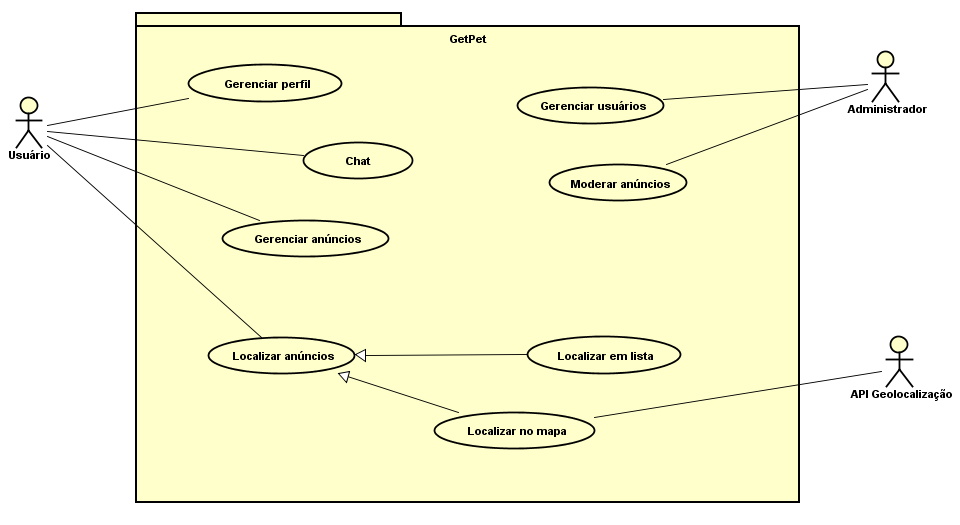 GetPet
Gerenciar perfil
Gerenciar usuários
Administrador
Usuário
Chat
Moderar anúncios
Gerenciar anúncios
Localizar anúncios
Localizar em lista
API Geolocalização
Localizar no mapa